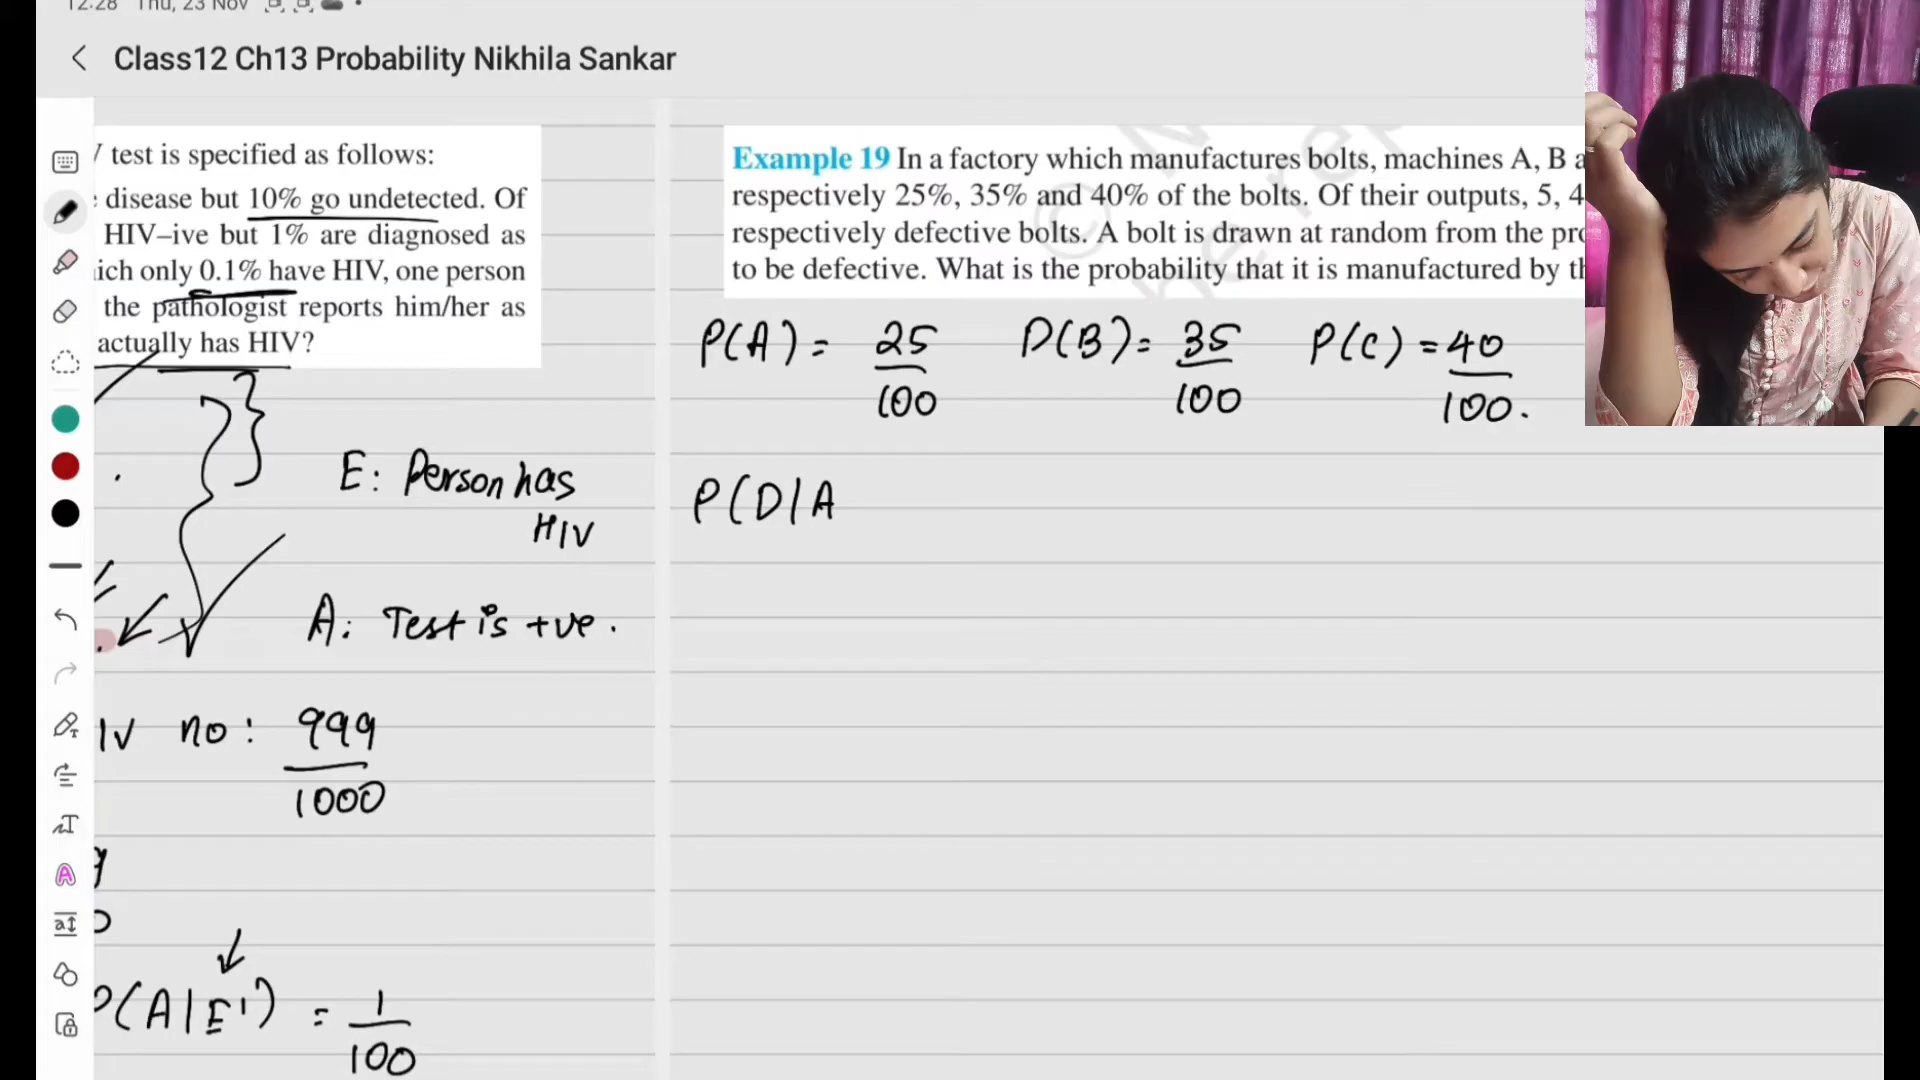 12:28 Thu, 23 Nov
Class12 Ch13 Probability Nikhila Sankar
test is specified as follows:
disease but 10% go undetected. Of
HIV–ive but 1% are diagnosed as
ich only 0.1% have HIV, one person
the pathologist reports him/her as
actually has HIV?
E: Person has
HIV
A: Test is +ve.
IV no: 999
1000
P(A|E') = 1
100
Example 19 In a factory which manufactures bolts, machines A, B a
respectively 25%, 35% and 40% of the bolts. Of their outputs, 5, 4
respectively defective bolts. A bolt is drawn at random from the pro
to be defective. What is the probability that it is manufactured by th
P(A) = 25 P(B) = 35 P(C) = 40
100 100 100.
P(D|A